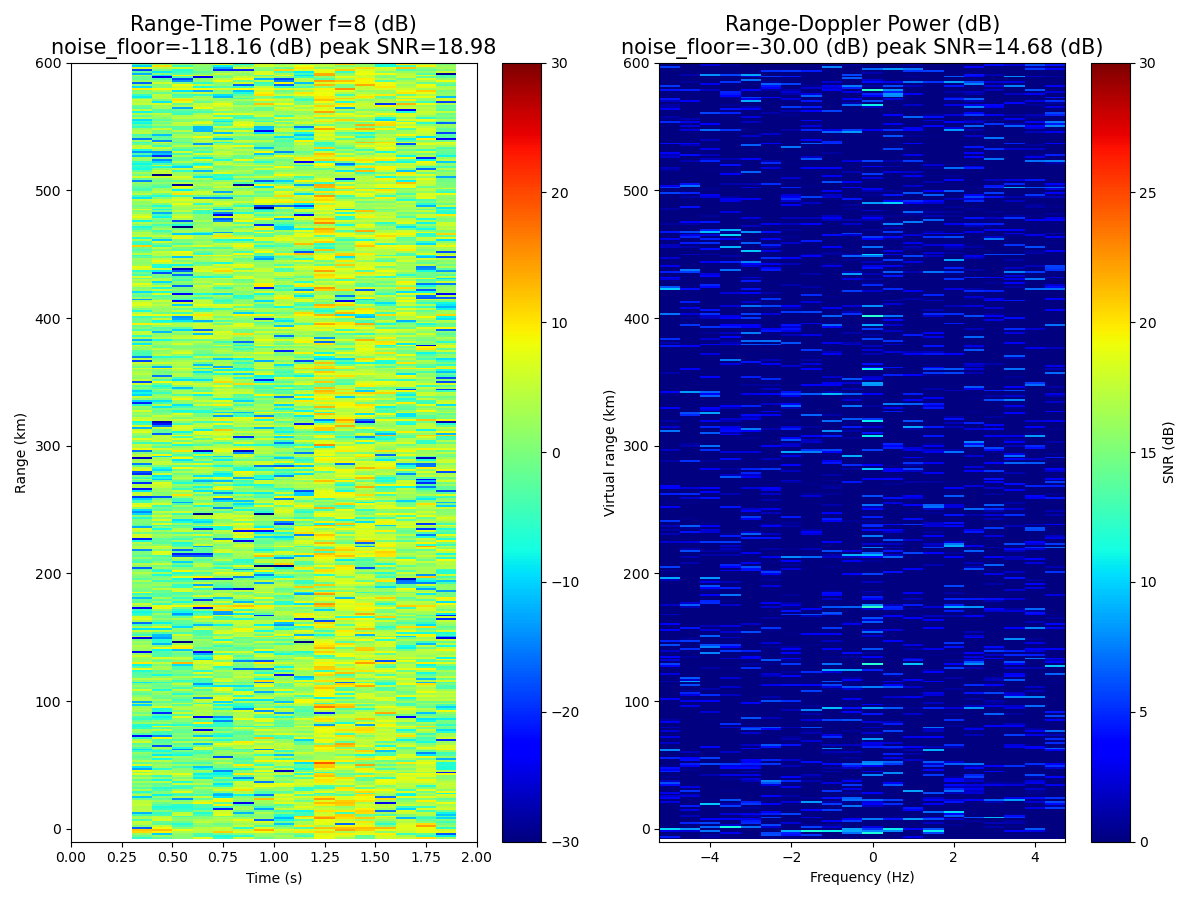 Range-Time Power f=8 (dB)
noise_floor=-118.16 (dB) peak SNR=18.98
Range-Doppler Power (dB)
noise_floor=-30.00 (dB) peak SNR=14.68 (dB)
600
500
400
300
200
100
0
Range (km)
0.00 0.25 0.50 0.75 1.00 1.25 1.50 1.75 2.00
Time (s)
30
20
10
0
−10
−20
−30
600
500
400
300
200
100
0
Virtual range (km)
−4 −2 0 2 4
Frequency (Hz)
30
25
20
15
10
5
0
SNR (dB)